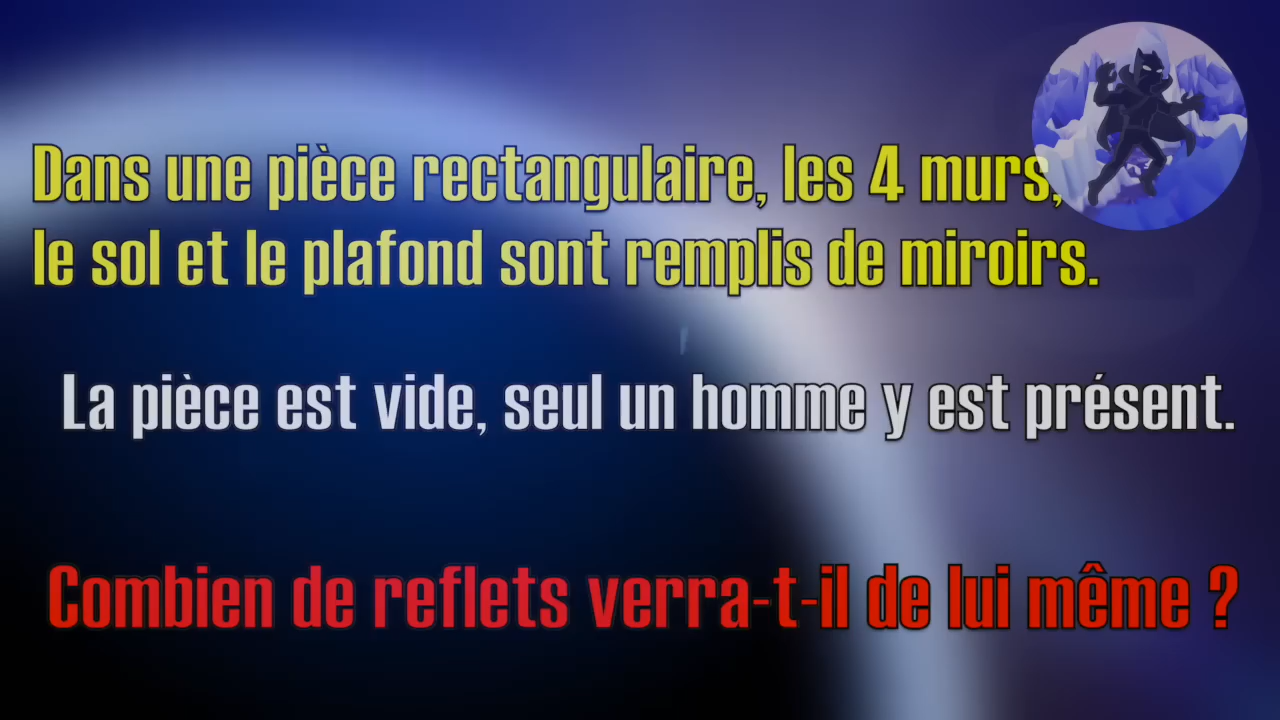 Dans une pièce rectangulaire, les 4 murs,
le sol et le plafond sont remplis de miroirs.
La pièce est vide, seul un homme y est présent.
Combien de reflets verra-t-il de lui même ?